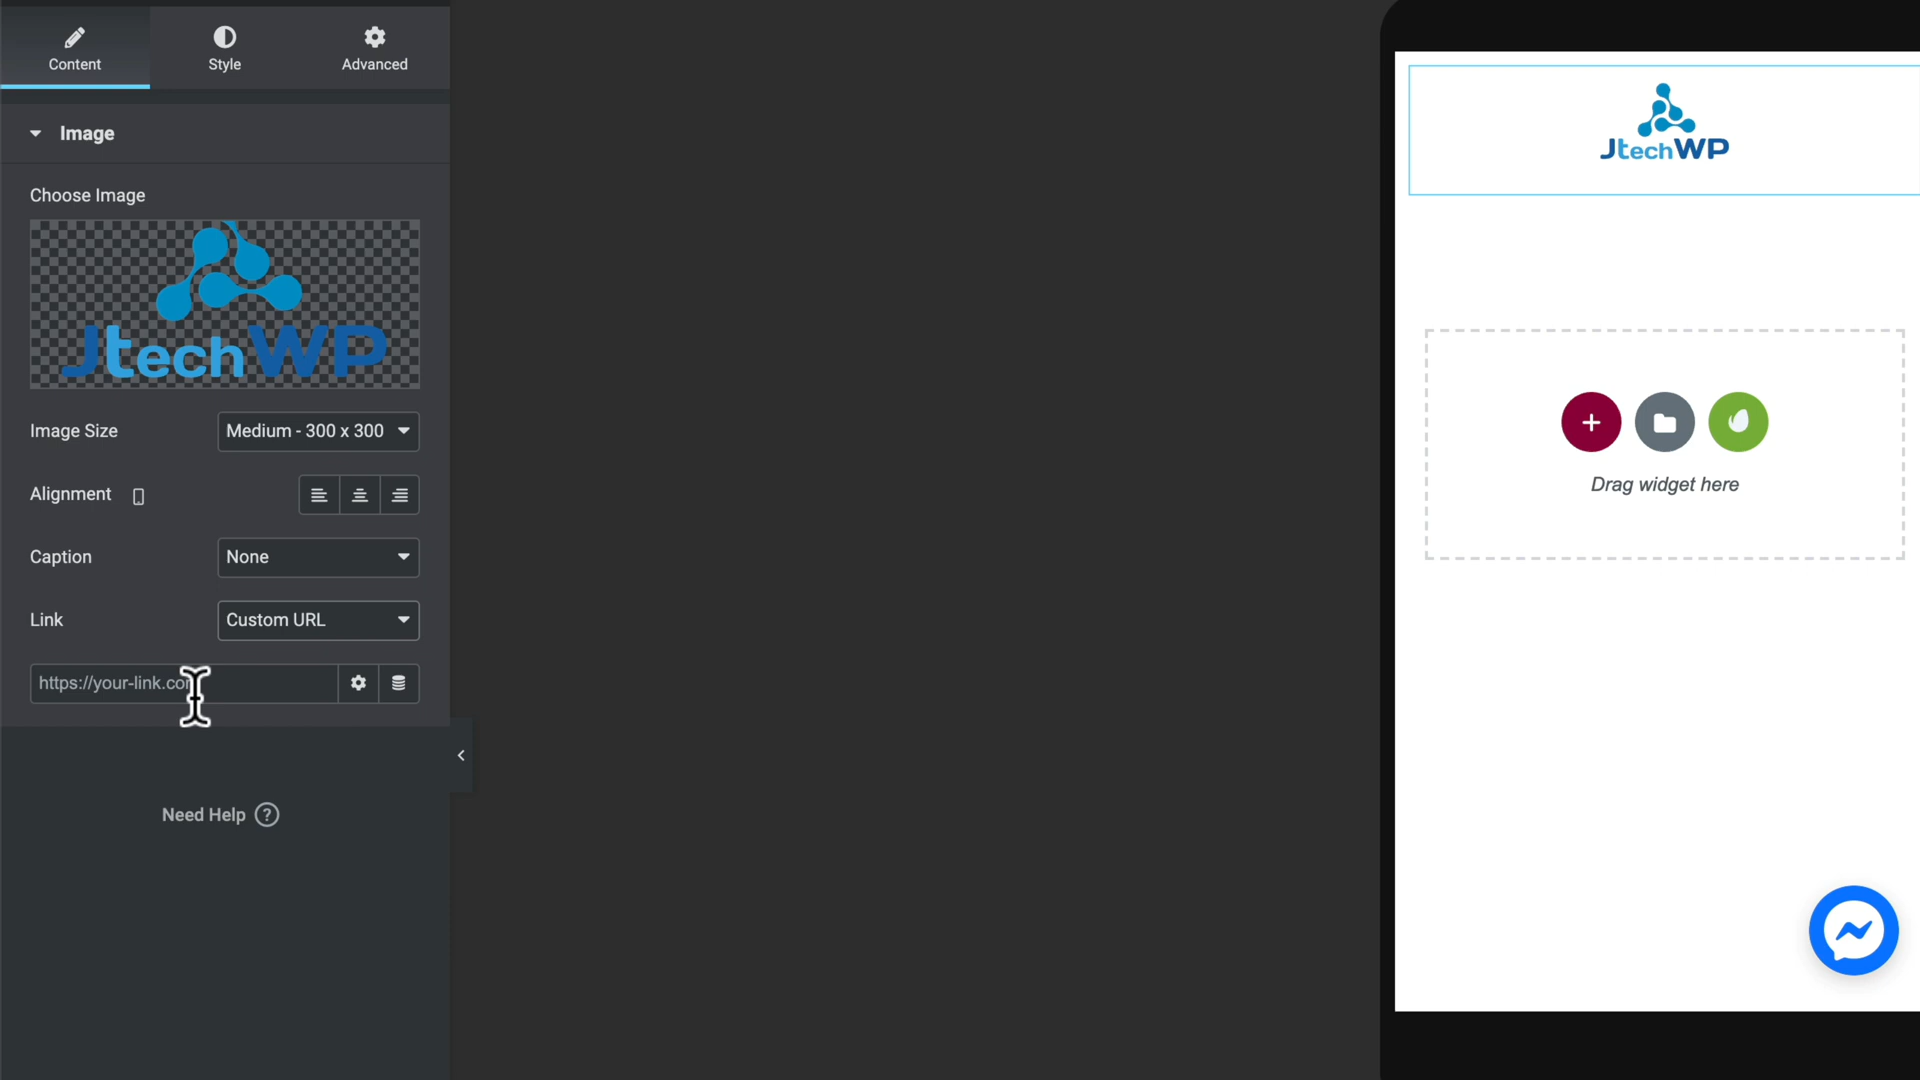 Content
Style
Advanced
Image
JtechWP
Choose Image
JtechWP
Image Size
Medium - 300 x 300
Alignment
Caption
None
Drag widget here
Link
Custom URL
https://your-link.co
Need Help ?